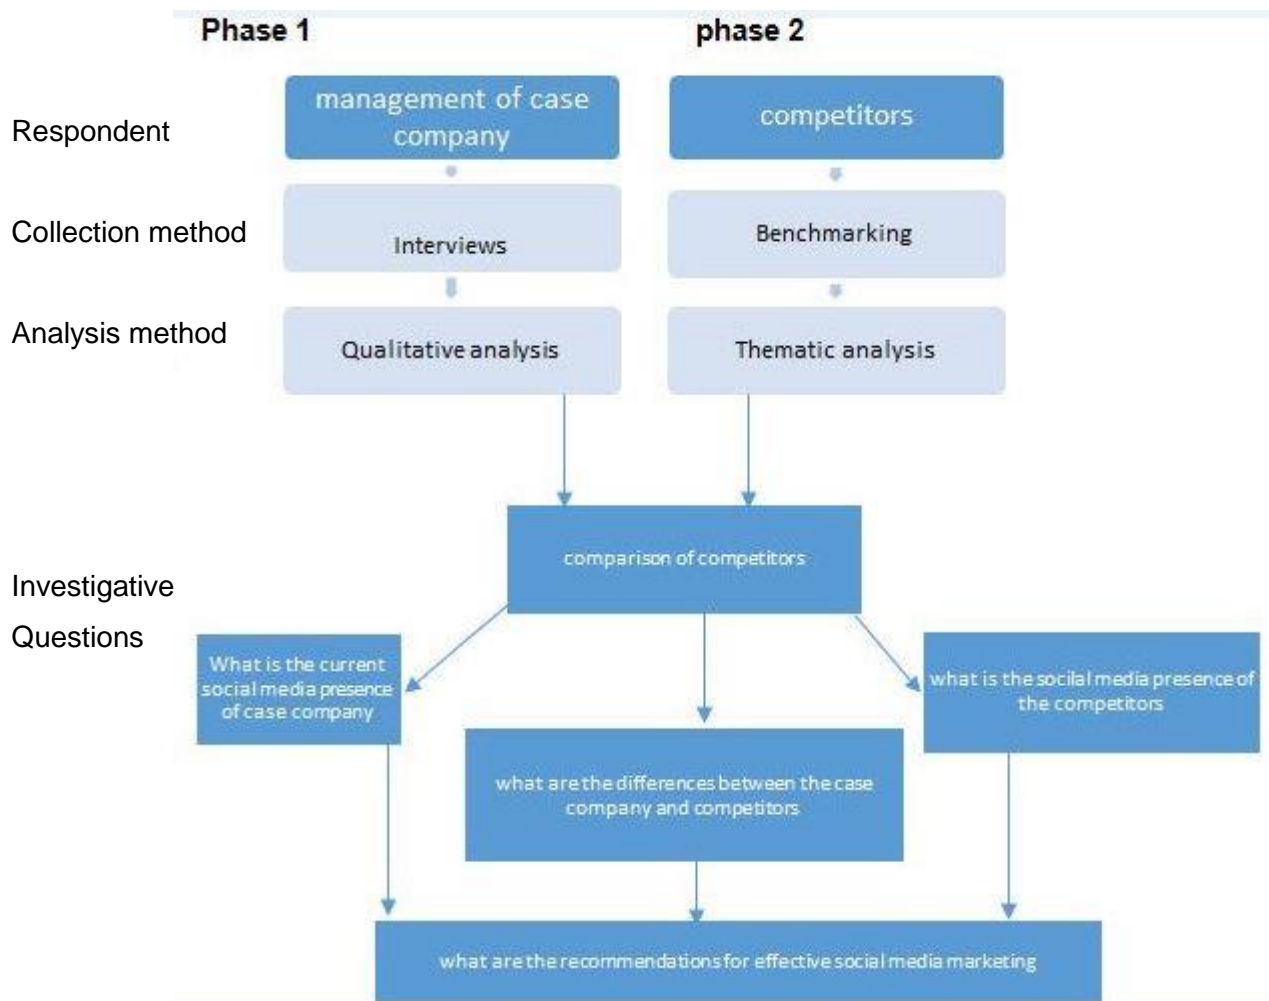 Phase 1
phase 2
Respondent
management of case
company
competitors
Collection method
Interviews
Benchmarking
Analysis method
Qualitative analysis
Thematic analysis
comparison of competitors
Investigative
Questions
What is the current
social media presence
of case company
what is the socilal media presence of
the competitors
what are the differences between the case
company and competitors
what are the recommendations for effective social media marketing